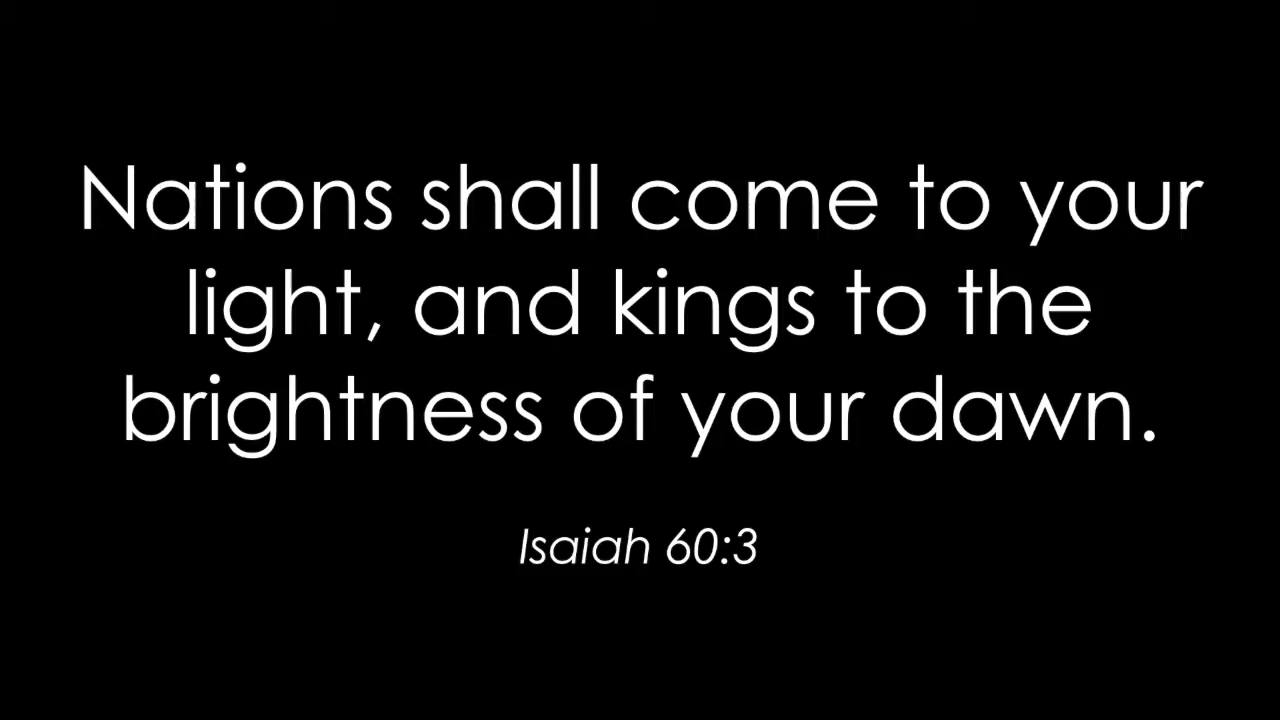 Nations shall come to your
light, and kings to the
brightness of your dawn.
Isaiah 60:3